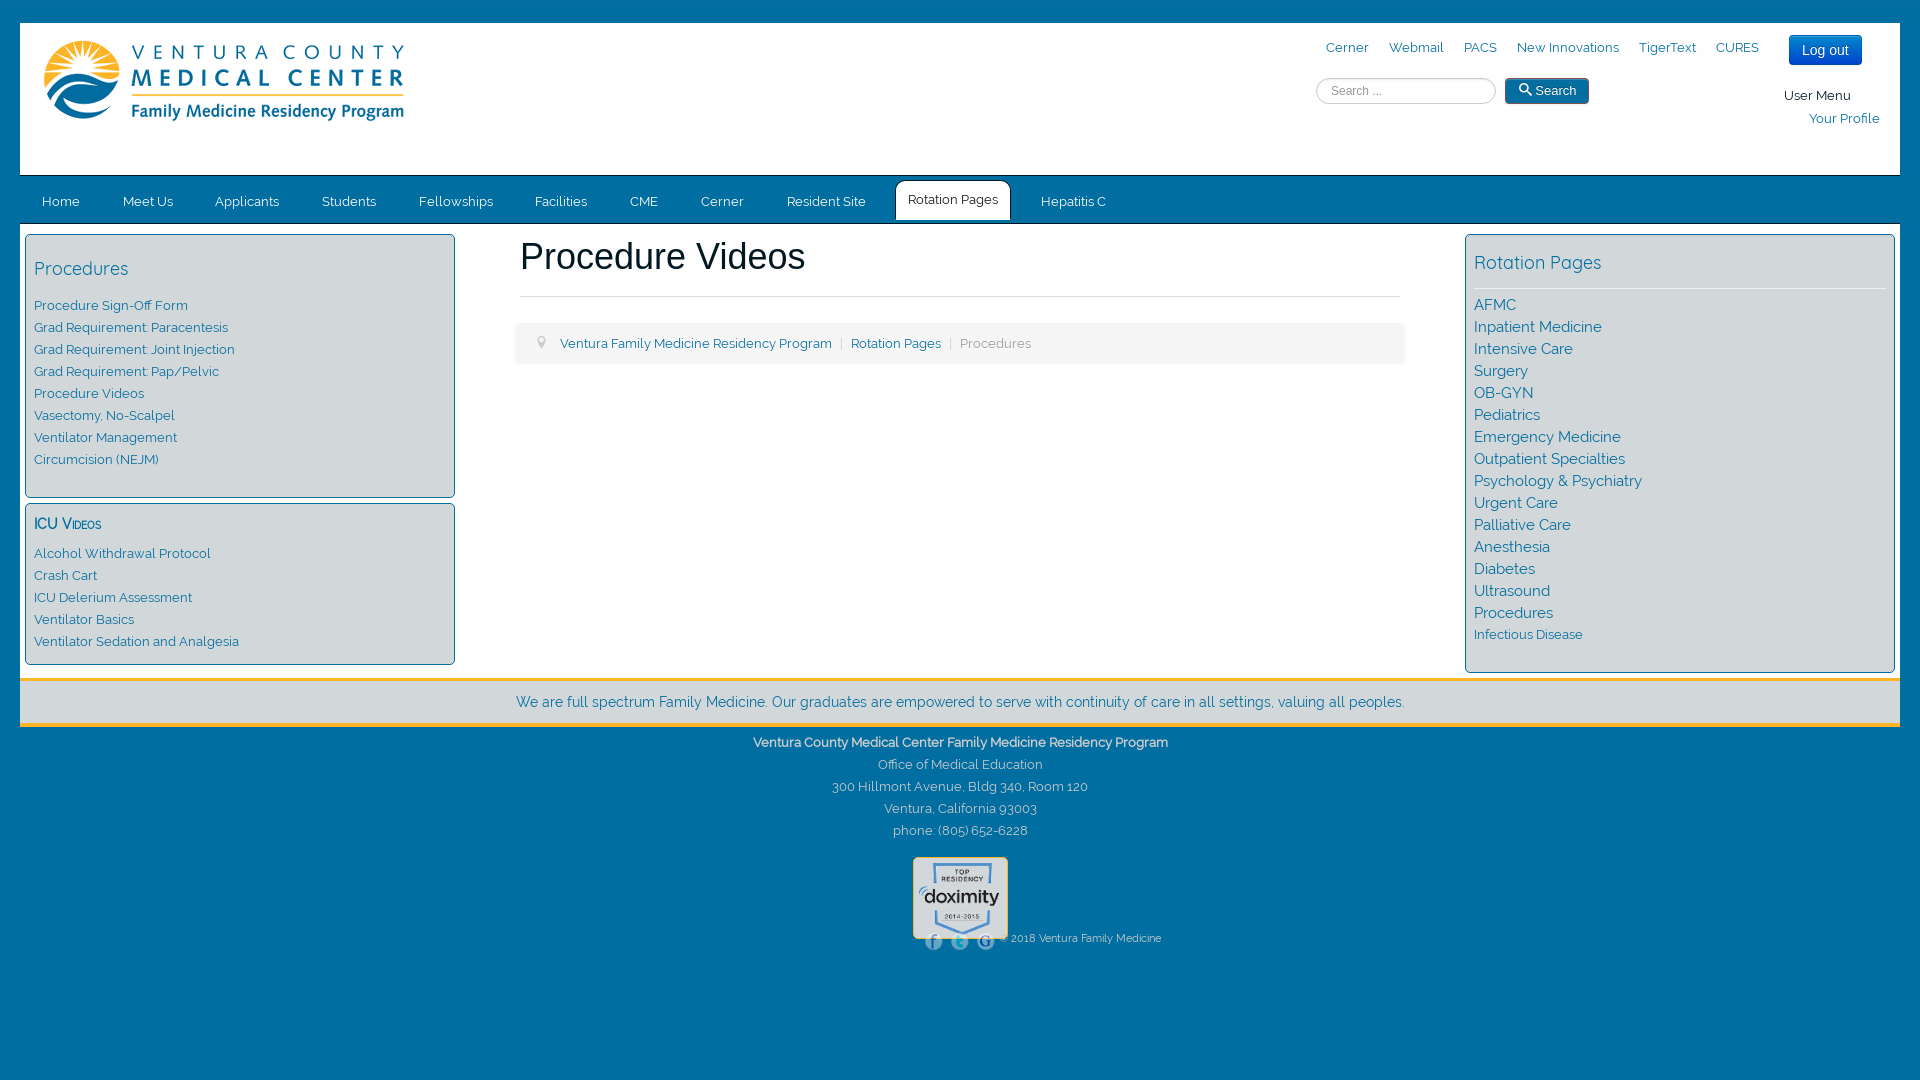 VENTURA COUNTY
MEDICAL CENTER
Family Medicine Residency Program
Cerner Webmail PACS New Innovations TigerText CURES Log out
Search ... Search
User Menu
Your Profile
Home Meet Us Applicants Students Fellowships Facilities CME Cerner Resident Site Rotation Pages Hepatitis C
Procedures
Procedure Sign-Off Form
Grad Requirement: Paracentesis
Grad Requirement: Joint Injection
Grad Requirement: Pap/Pelvic
Procedure Videos
Vasectomy, No-Scalpel
Ventilator Management
Circumcision (NEJM)
ICU Videos
Alcohol Withdrawal Protocol
Crash Cart
ICU Delerium Assessment
Ventilator Basics
Ventilator Sedation and Analgesia
Procedure Videos
Ventura Family Medicine Residency Program | Rotation Pages | Procedures
Rotation Pages
AFMC
Inpatient Medicine
Intensive Care
Surgery
OB-GYN
Pediatrics
Emergency Medicine
Outpatient Specialties
Psychology & Psychiatry
Urgent Care
Palliative Care
Anesthesia
Diabetes
Ultrasound
Procedures
Infectious Disease
We are full spectrum Family Medicine. Our graduates are empowered to serve with continuity of care in all settings, valuing all peoples.
Ventura County Medical Center Family Medicine Residency Program
Office of Medical Education
300 Hillmont Avenue, Bldg 340, Room 120
Ventura, California 93003
phone: (805) 652-6228
TOP
RESIDENCY
doximity
2014-2015
f t G © 2018 Ventura Family Medicine